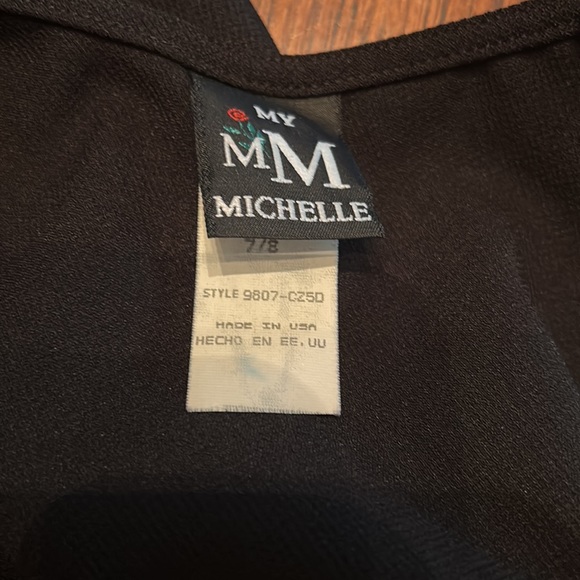 MY
MM
MICHELLE
7/8
STYLE 9807-CZ5D
MADE IN USA
HECHO EN EE.UU